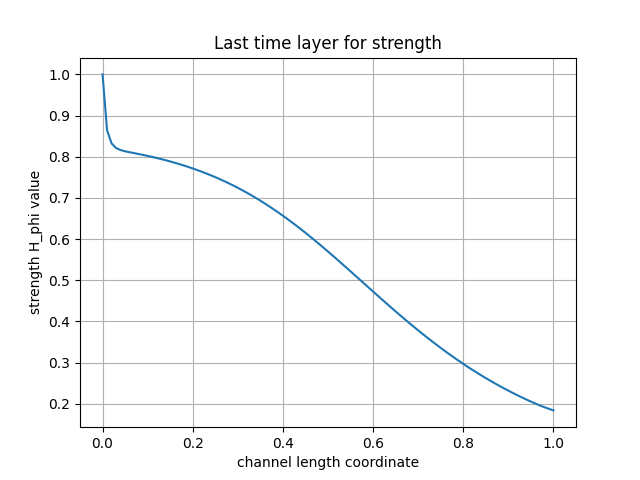 Last time layer for strength
1.0
0.9
0.8
0.7
0.6
0.5
0.4
0.3
0.2
strength H_phi value
0.0 0.2 0.4 0.6 0.8 1.0
channel length coordinate